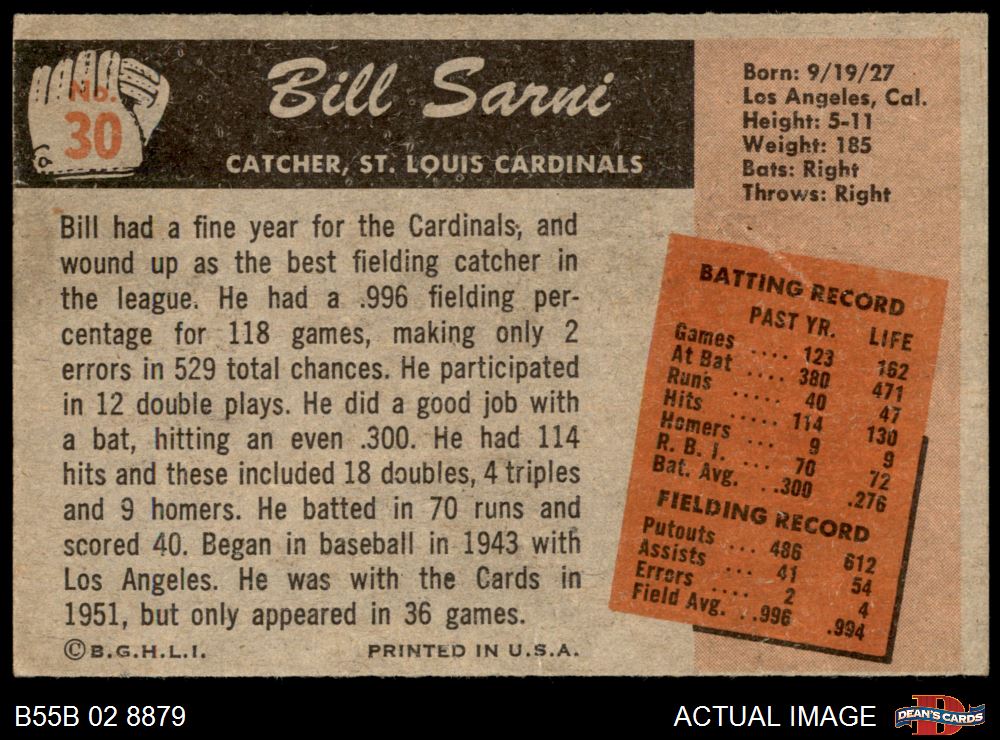 No.
30
Bill Sarni
CATCHER, ST. LOUIS CARDINALS
Born: 9/19/27
Los Angeles, Cal.
Height: 5-11
Weight: 185
Bats: Right
Throws: Right
Bill had a fine year for the Cardinals, and
wound up as the best fielding catcher in
the league. He had a .996 fielding per-
centage for 118 games, making only 2
errors in 529 total chances. He participated
in 12 double plays. He did a good job with
a bat, hitting an even .300. He had 114
hits and these included 18 doubles, 4 triples
and 9 homers. He batted in 70 runs and
scored 40. Began in baseball in 1943 with
Los Angeles. He was with the Cards in
1951, but only appeared in 36 games.
©B.G.H.L.I. PRINTED IN U.S.A.
BATTING RECORD
PAST YR. LIFE
Games .... 123 162
At Bat .... 380 471
Runs ..... 40 47
Hits ..... 114 130
Homers ... 9 9
R. B. I. ... 70 72
Bat. Avg. ..300 .276
FIELDING RECORD
Putouts ... 486 612
Assists ... 41 54
Errors .... 2 4
Field Avg. ..996 .994
B55B 02 8879
ACTUAL IMAGE
D
DEAN'S CARDS